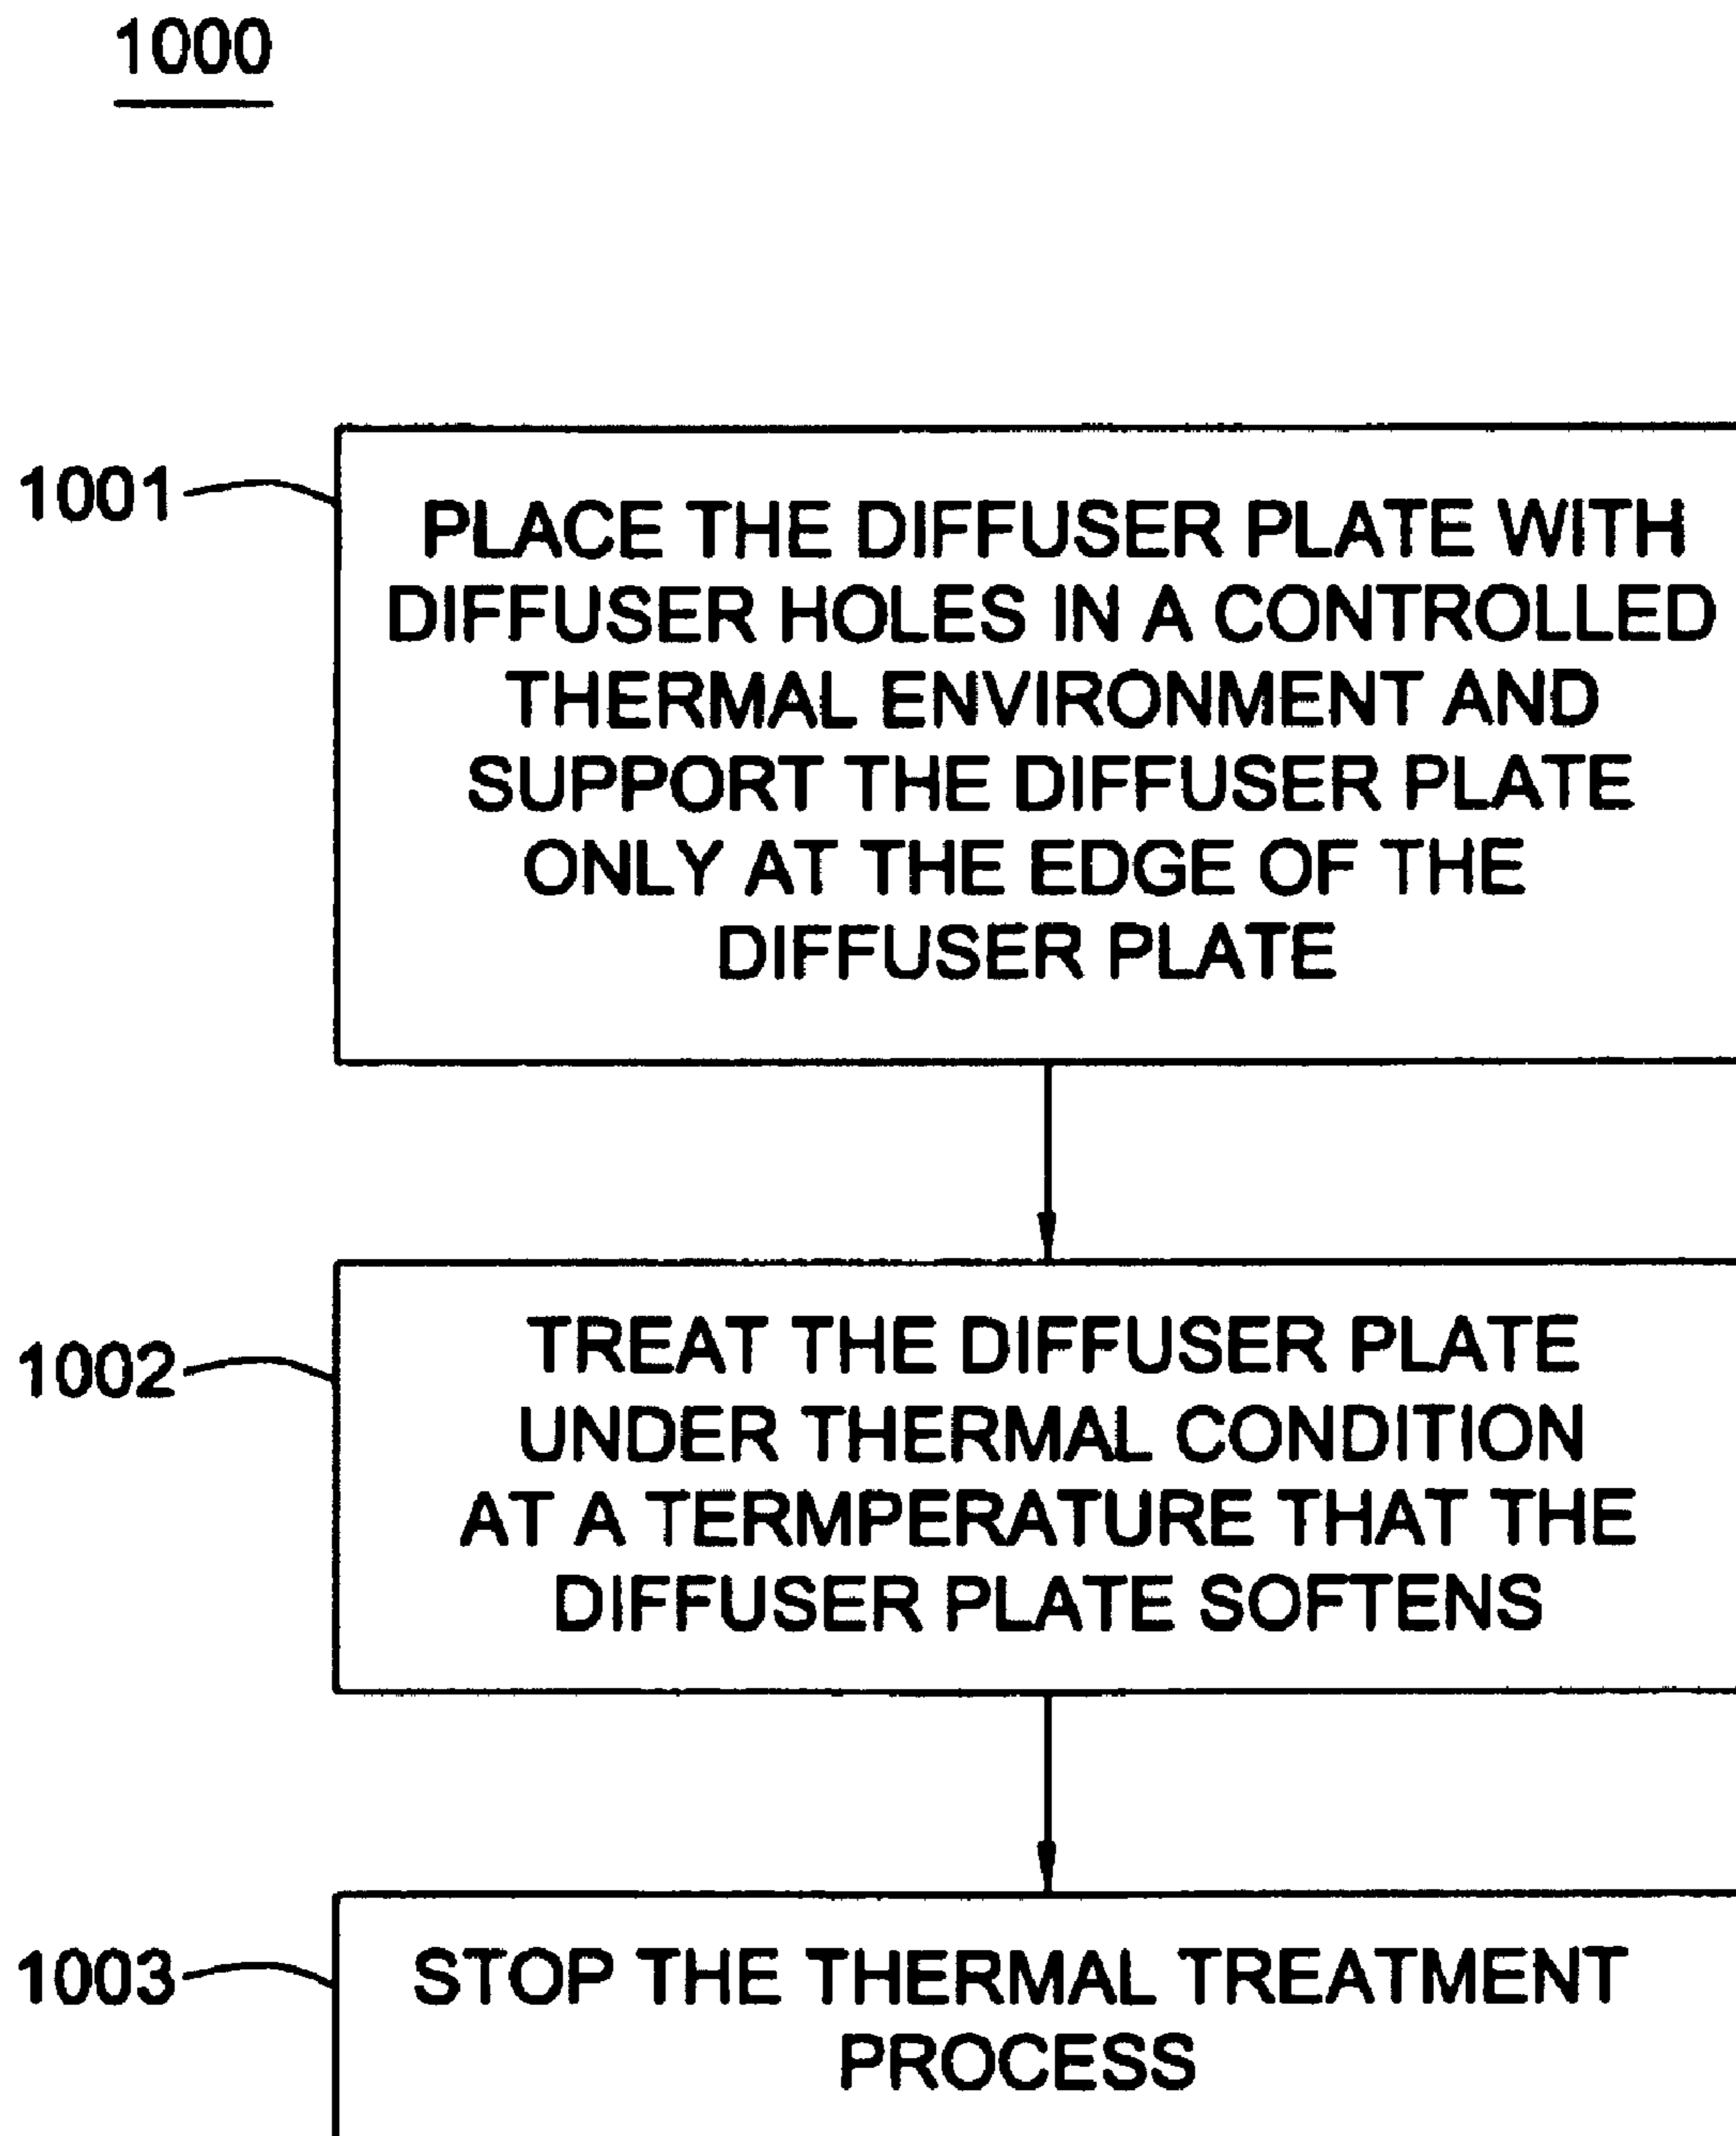 1000
1001
PLACE THE DIFFUSER PLATE WITH
DIFFUSER HOLES IN A CONTROLLED
THERMAL ENVIRONMENT AND
SUPPORT THE DIFFUSER PLATE
ONLY AT THE EDGE OF THE
DIFFUSER PLATE
1002
TREAT THE DIFFUSER PLATE
UNDER THERMAL CONDITION
AT A TERMPERATURE THAT THE
DIFFUSER PLATE SOFTENS
1003
STOP THE THERMAL TREATMENT
PROCESS